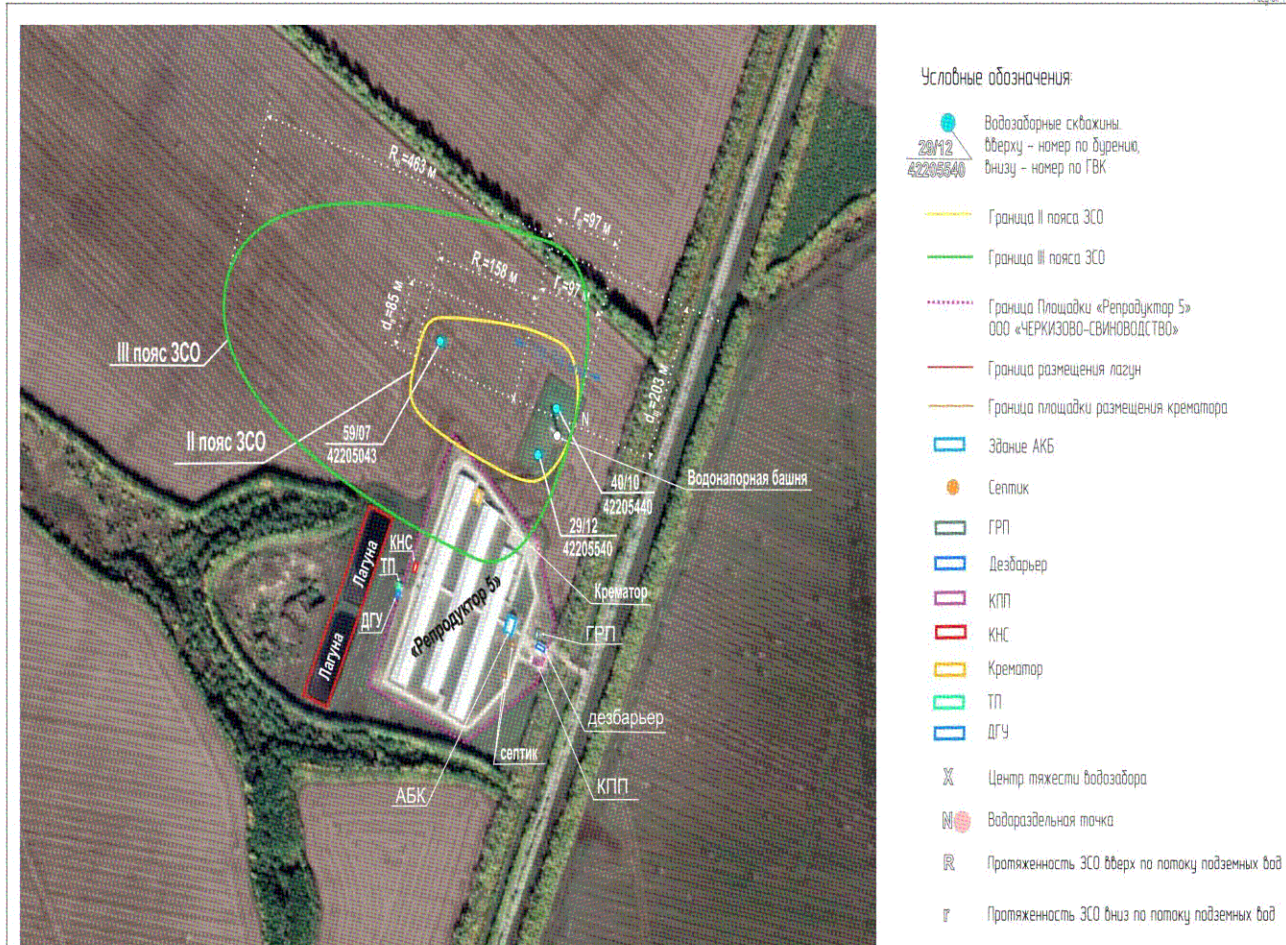 R =463 м
r =97 м
R =158 м
r =97 м
d =85 м
d =203 м
III пояс ЗСО
II пояс ЗСО
59/07
42205043
N
Водонапорная башня
40/10
42205440
29/12
42205540
КНС
ТП
ДГУ
Лагуна
Лагуна
«Репродуктор 5»
Крематор
ГРП
дезбарьер
септик
АБК
КПП
Условные обозначения:
Водозаборные скважины.
29/12
вверху - номер по бурению,
42205540
внизу - номер по ГВК
Граница II пояса ЗСО
Граница III пояса ЗСО
Граница Площадки «Репродуктор 5»
ООО «ЧЕРКИЗОВО-СВИНОВОДСТВО»
Граница размещения лагун
Граница площадки размещения крематора
Здание АКБ
Септик
ГРП
Дезбарьер
КПП
КНС
Крематор
ТП
ДГУ
X Центр тяжести водозабора
N Водораздельная точка
R Протяженность ЗСО вверх по потоку подземных вод
r Протяженность ЗСО вниз по потоку подземных вод